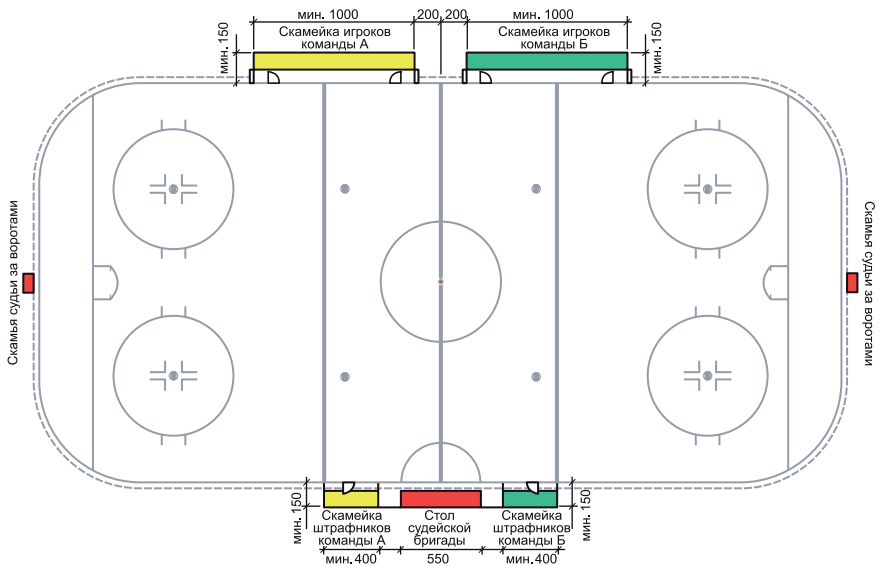 мин. 1000
200
200
мин. 1000
Скамейка игроков
команды А
Скамейка игроков
команды Б
мин. 150
мин. 150
Скамья судьи за воротами
Скамья судьи за воротами
мин. 150
мин. 150
Скамейка
штрафников
команды А
Стол
судейской
бригады
Скамейка
штрафников
команды Б
мин.400
550
мин.400